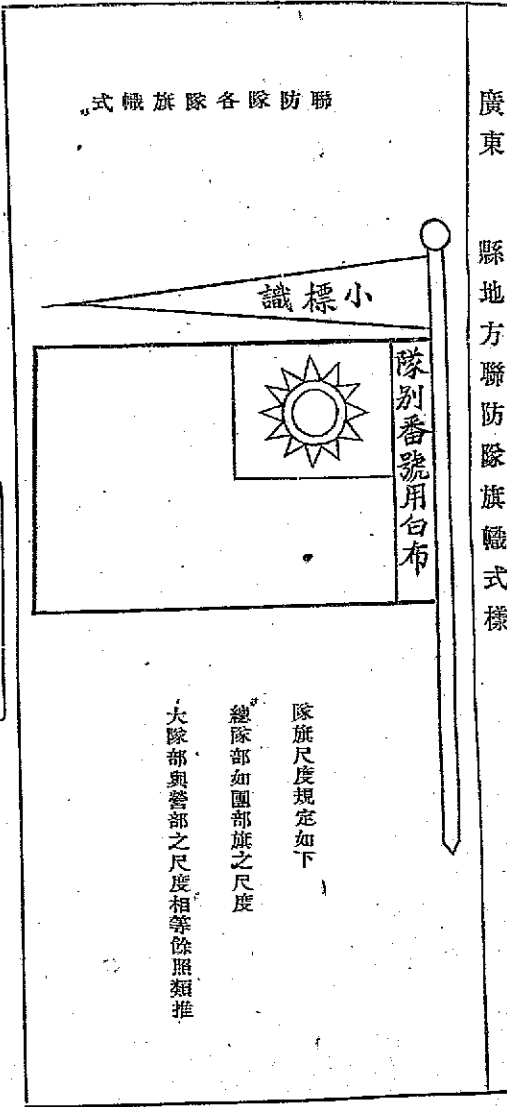 廣東　　縣地方聯防隊旗幟式樣
聯防隊各隊旗幟式
小標識
隊別番號用白布
隊旗尺度規定如下
總隊部如團部旗之尺度
大隊部與營部之尺度相等餘照類推